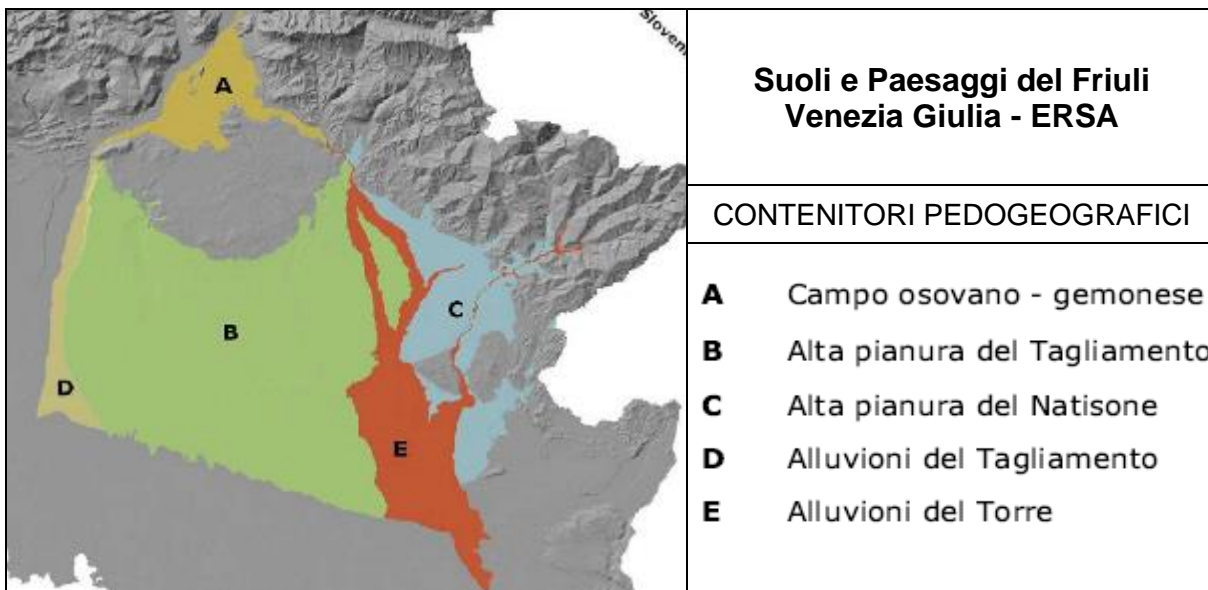 Sloven
A
C
B
D
E
Suoli e Paesaggi del Friuli
Venezia Giulia - ERSA
CONTENITORI PEDOGEOGRAFICI
A Campo osovano - gemonese
B Alta pianura del Tagliamento
C Alta pianura del Natisone
D Alluvioni del Tagliamento
E Alluvioni del Torre